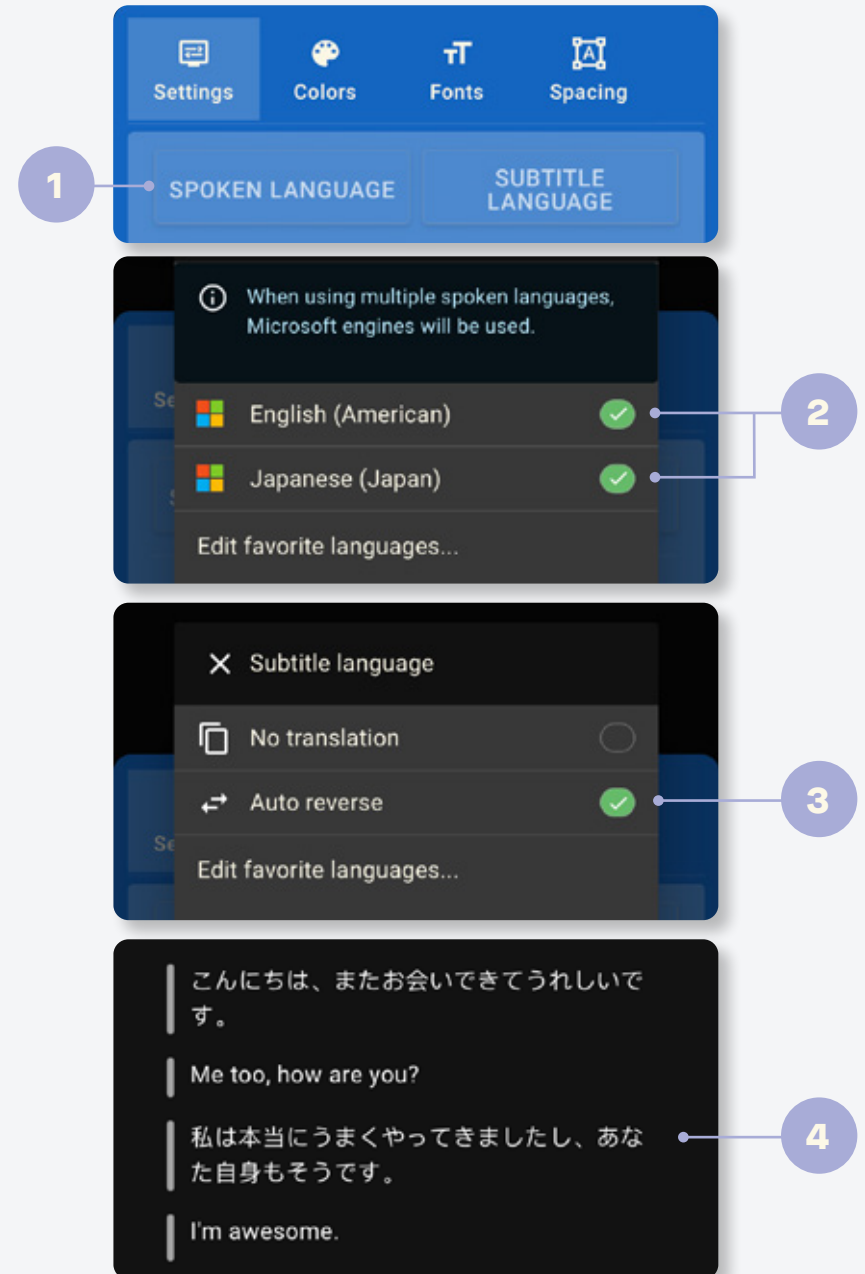 Settings
Colors
Fonts
Spacing
1
SPOKEN LANGUAGE
SUBTITLE
LANGUAGE
When using multiple spoken languages,
Microsoft engines will be used.
Se
English (American)
2
Japanese (Japan)
Edit favorite languages...
Subtitle language
No translation
Auto reverse
3
Se
Edit favorite languages...
こんにちは、またお会いできてうれしいで
す。
Me too, how are you?
私は本当にうまくやってきましたし、あな
た自身もそうです。
4
I'm awesome.